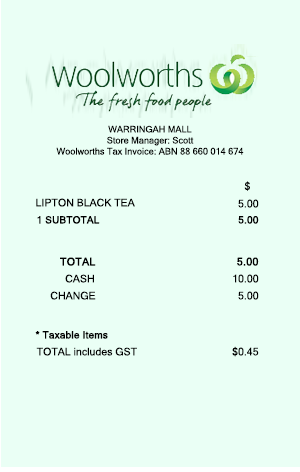 Woolworths
The fresh food people
WARRINGAH MALL
Store Manager: Scott
Woolworths Tax Invoice: ABN 88 660 014 674
$
LIPTON BLACK TEA 5.00
1 SUBTOTAL 5.00
TOTAL 5.00
CASH 10.00
CHANGE 5.00
* Taxable Items
TOTAL includes GST $0.45